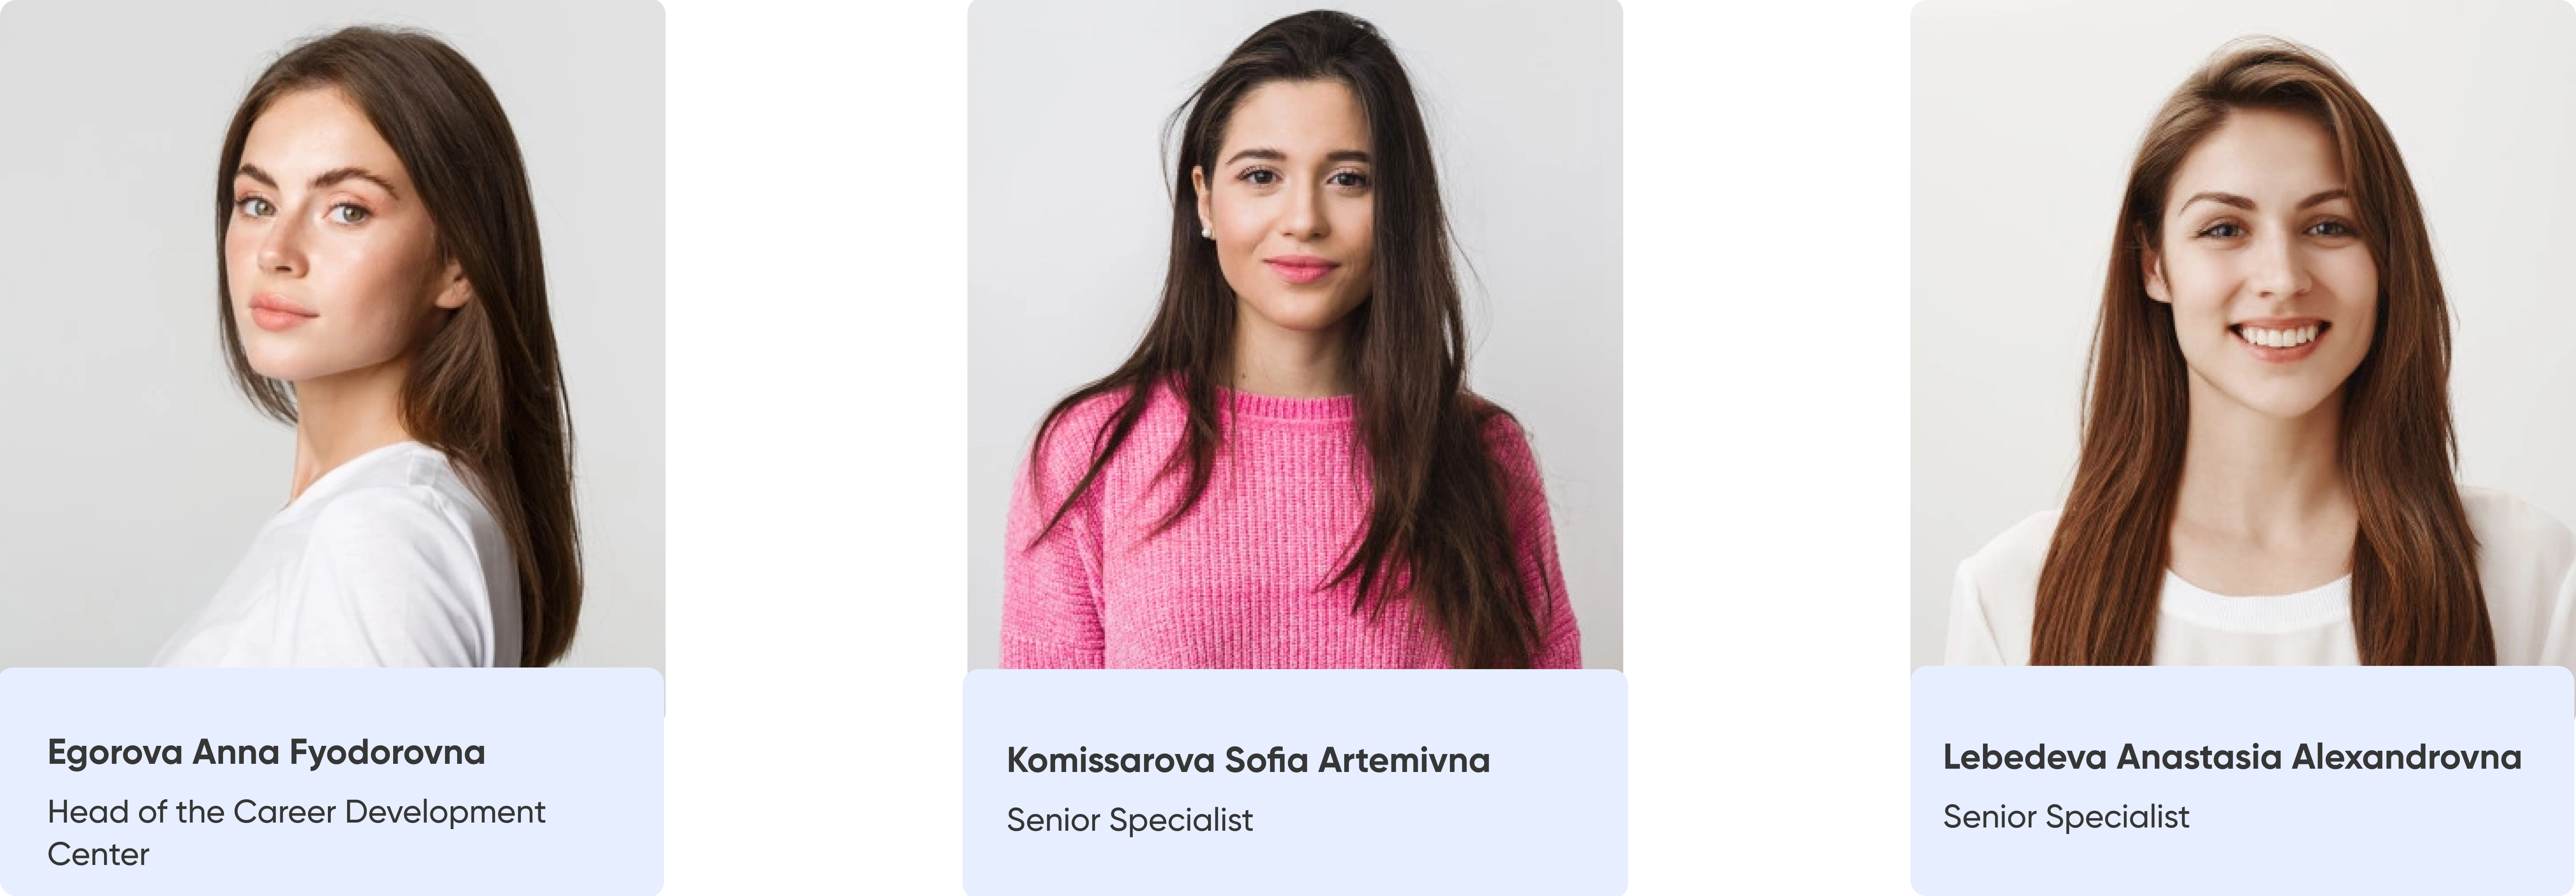 Egorova Anna Fyodorovna
Head of the Career Development
Center
Komissarova Sofia Artemivna
Senior Specialist
Lebedeva Anastasia Alexandrovna
Senior Specialist